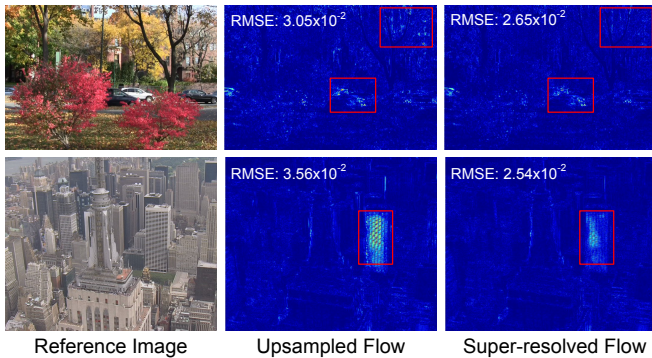 RMSE: 3.05x10⁻²
RMSE: 2.65x10⁻²
RMSE: 3.56x10⁻²
RMSE: 2.54x10⁻²
Reference Image
Upsampled Flow
Super-resolved Flow